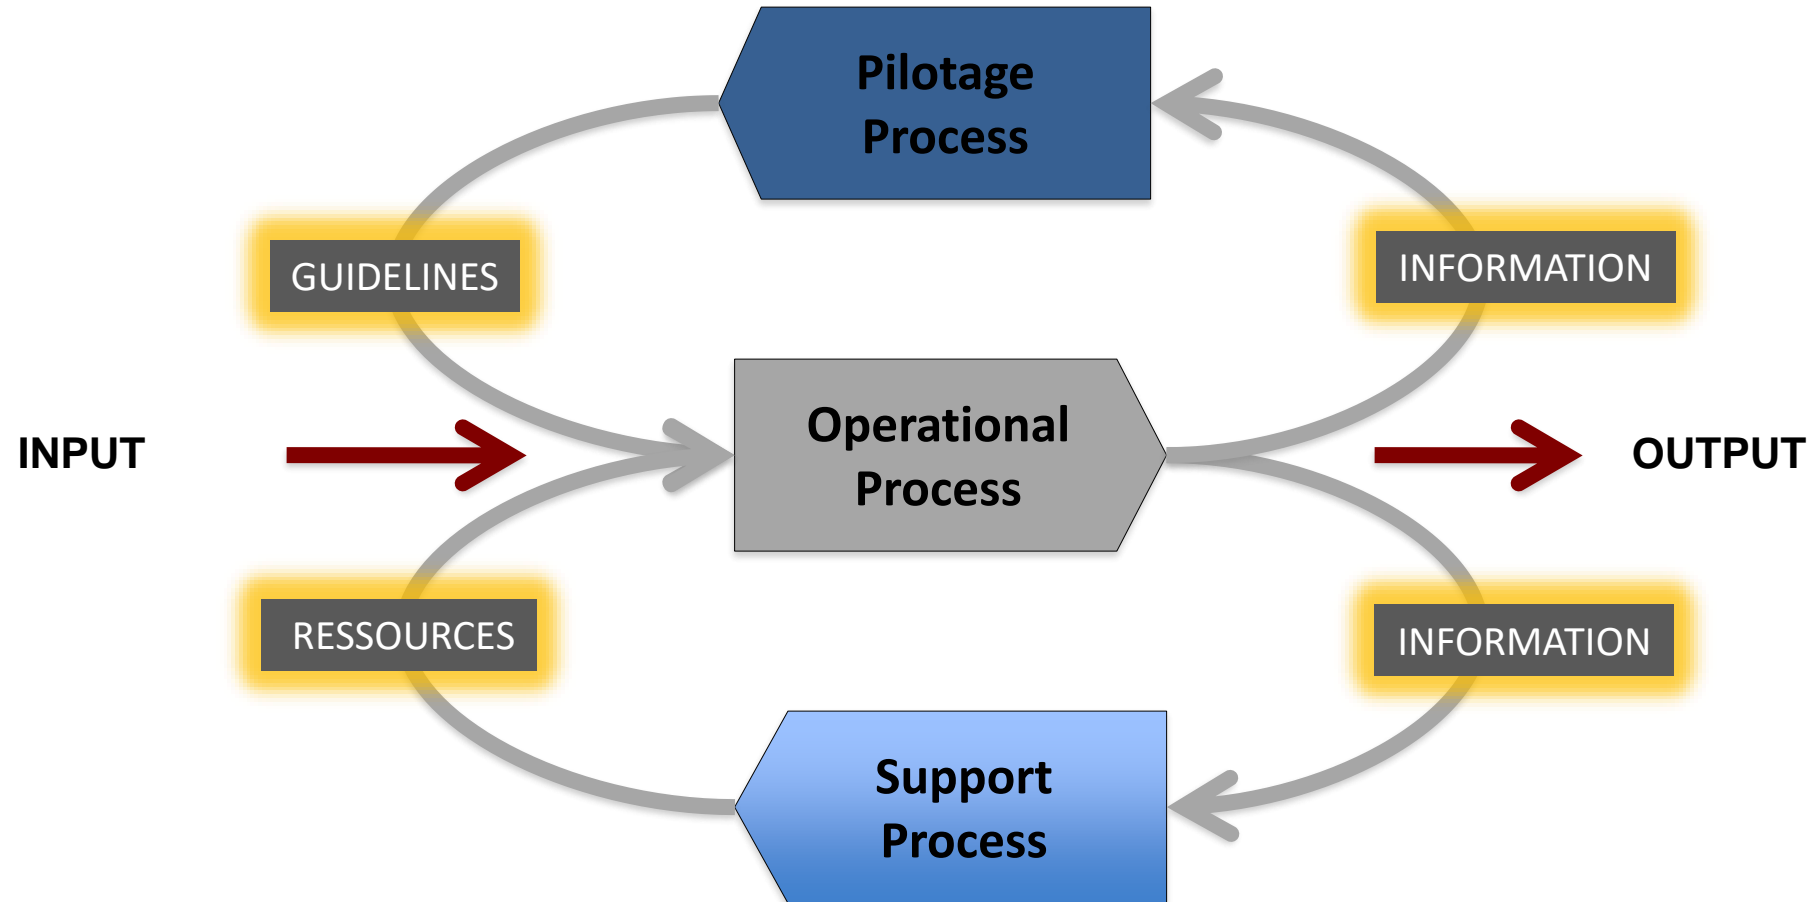 Pilotage
Process
GUIDELINES
INFORMATION
INPUT
Operational
Process
OUTPUT
RESSOURCES
INFORMATION
Support
Process